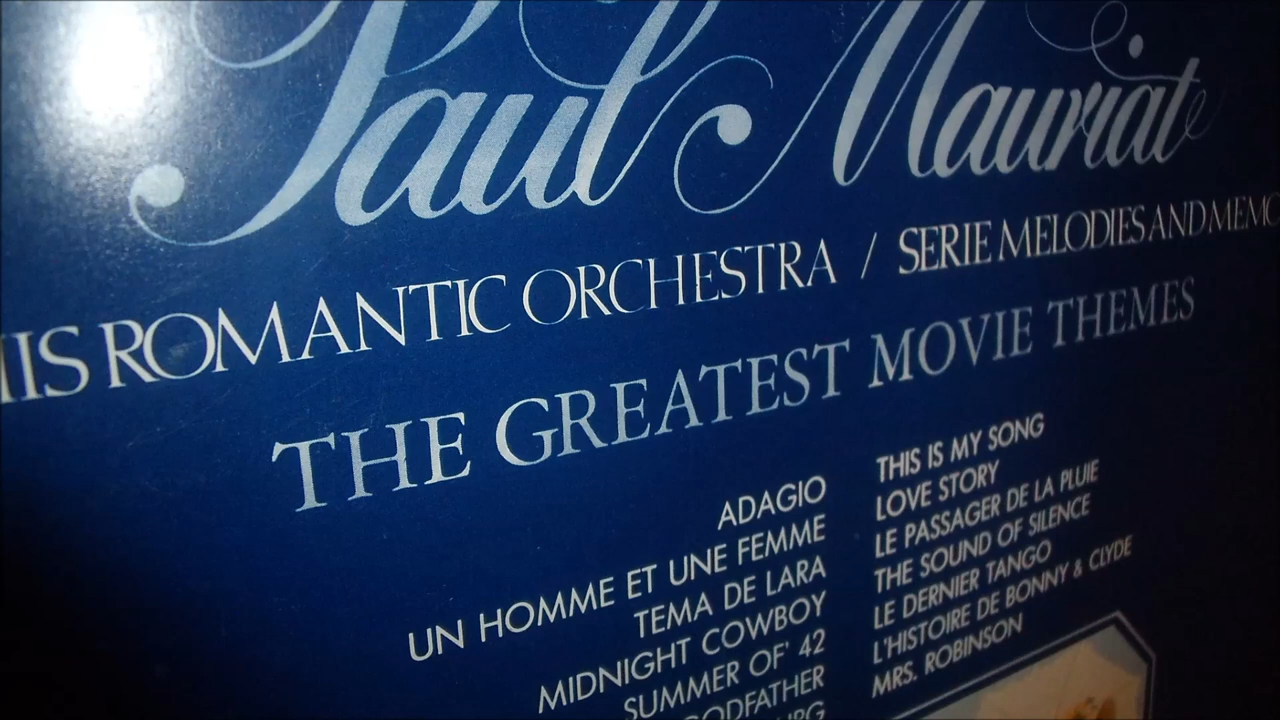 Paul Mauriat
HIS ROMANTIC ORCHESTRA / SERIE MELODIES AND
THE GREATEST MOVIE THEMES
ADAGIO
UN HOMME ET UNE FEMME
TEMA DE LARA
MIDNIGHT COWBOY
SUMMER OF' 42
THIS IS MY SONG
LOVE STORY
LE PASSAGER DE LA PLUIE
THE SOUND OF SILENCE
LE DERNIER TANGO
L'HISTOIRE DE BONNY & CLYDE
MRS. ROBINSON